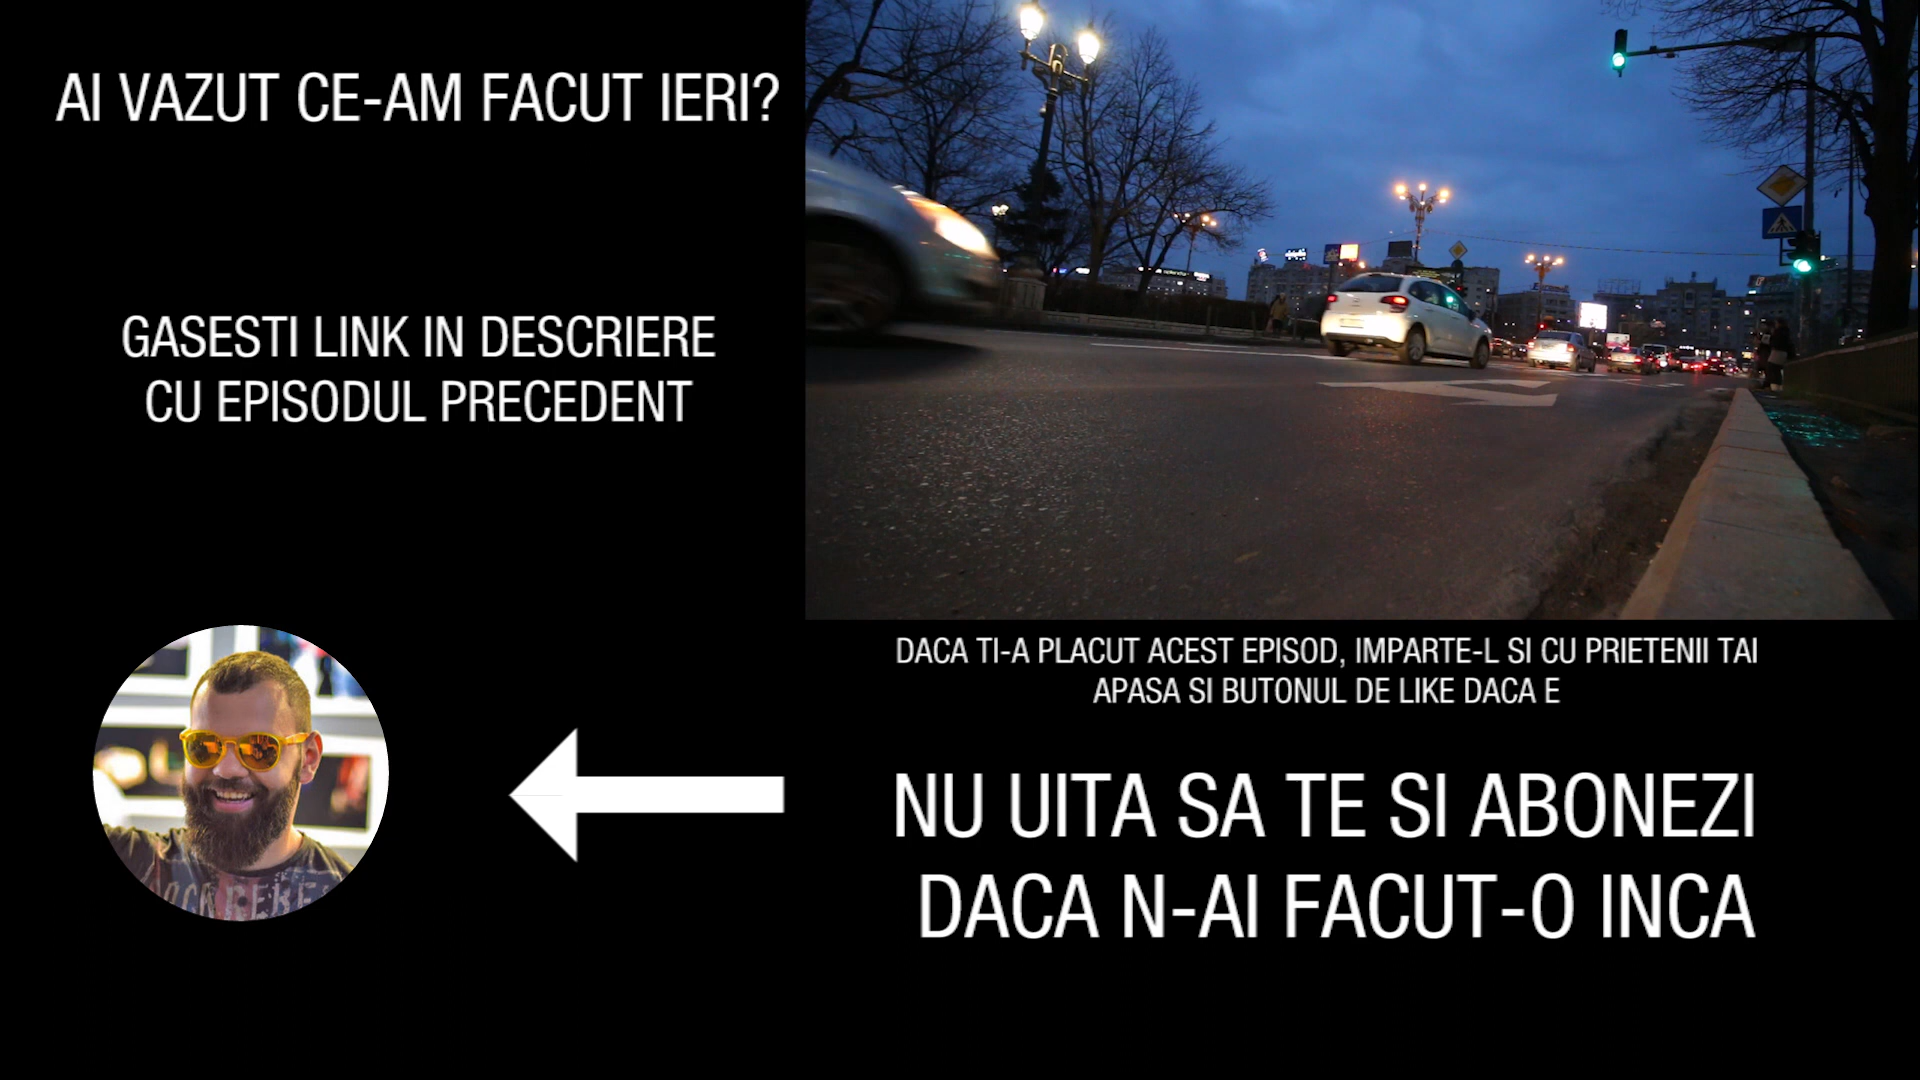 AI VAZUT CE-AM FACUT IERI?
GASESTI LINK IN DESCRIERE
CU EPISODUL PRECEDENT
DACA TI-A PLACUT ACEST EPISOD, IMPARTE-L SI CU PRIETENII TAI
APASA SI BUTONUL DE LIKE DACA E
NU UITA SA TE SI ABONEZI
DACA N-AI FACUT-O INCA